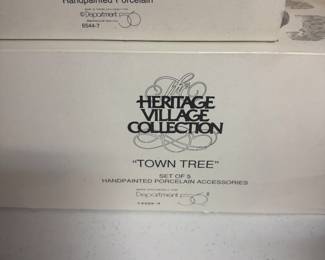 Handpainted Porcelain
©Department 56
6544-7
The
HERITAGE
VILLAGE
COLLECTION
"TOWN TREE"
SET OF 5
HANDPAINTED PORCELAIN ACCESSORIES
Department 56